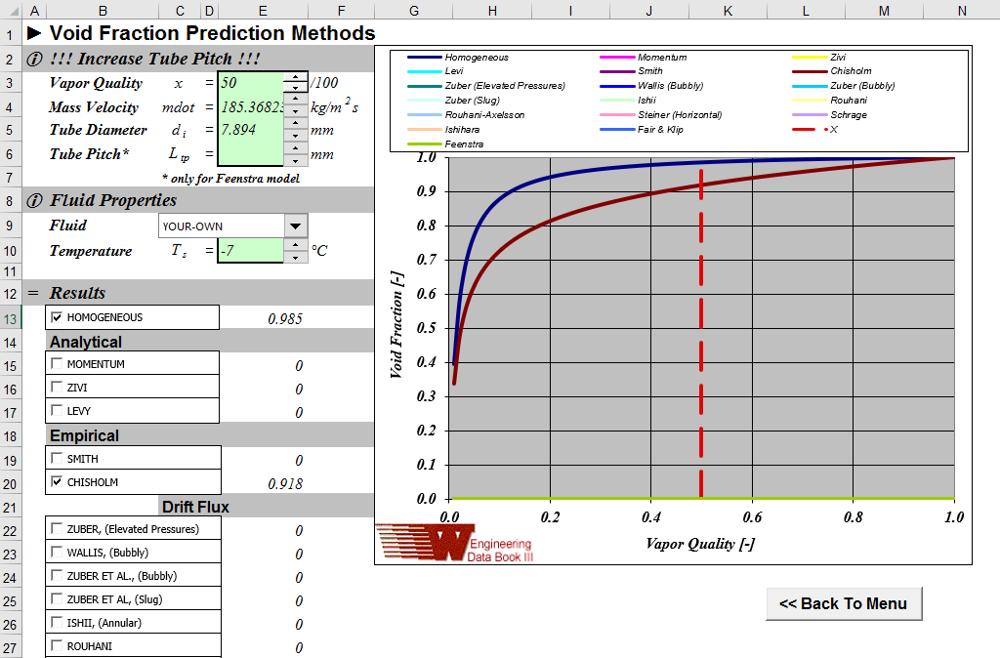 A B C D E F G H I J K L M N
1 ▶ Void Fraction Prediction Methods
2 ⓘ !!! Increase Tube Pitch !!!
3 Vapor Quality x = 50 /100
4 Mass Velocity mdot = 185.36823 kg/m² s
5 Tube Diameter d i = 7.894 mm
6 Tube Pitch* L tp = mm
7 * only for Feenstra model
8 ⓘ Fluid Properties
9 Fluid YOUR-OWN
10 Temperature T s = -7 °C
11
12 = Results
13 HOMOGENEOUS 0.985
14 Analytical
15 MOMENTUM 0
16 ZIVI 0
17 LEVY 0
18 Empirical
19 SMITH 0
20 CHISHOLM 0.918
21 Drift Flux
22 ZUBER, (Elevated Pressures) 0
23 WALLIS, (Bubbly) 0
24 ZUBER ET AL., (Bubbly) 0
25 ZUBER ET AL, (Slug) 0
26 ISHII, (Annular) 0
27 ROUHANI 0
Homogeneous Momentum Zivi
Levi Smith Chisholm
Zuber (Elevated Pressures) Wallis (Bubbly) Zuber (Bubbly)
Zuber (Slug) Ishii Rouhani
Rouhani-Axelsson Steiner (Horizontal) Schrage
Ishihara Fair & Klip X
Feenstra
1.0
0.9
0.8
0.7
0.6
0.5
0.4
0.3
0.2
0.1
0.0
Void Fraction [-]
0.0 0.2 0.4 0.6 0.8 1.0
Vapor Quality [-]
W Engineering
Data Book III
<< Back To Menu